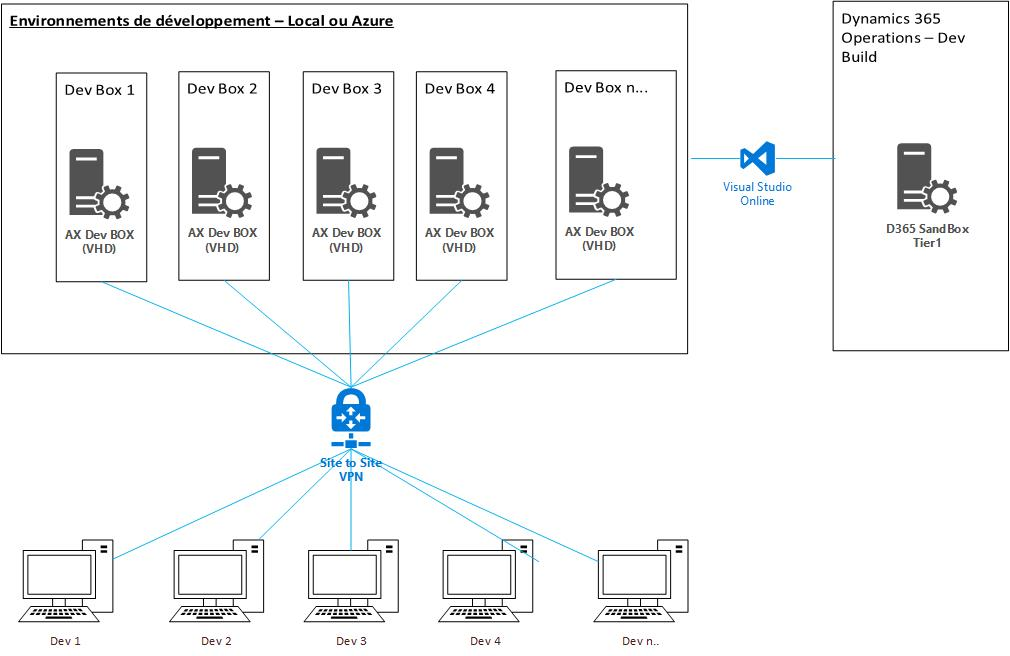 Environnements de développement – Local ou Azure
Dev Box 1
Dev Box 2
Dev Box 3
Dev Box 4
Dev Box n...
AX Dev BOX
(VHD)
AX Dev BOX
(VHD)
AX Dev BOX
(VHD)
AX Dev BOX
(VHD)
AX Dev BOX
(VHD)
Visual Studio
Online
Dynamics 365
Operations – Dev
Build
D365 SandBox
Tier1
Site to Site
VPN
Dev 1
Dev 2
Dev 3
Dev 4
Dev n..